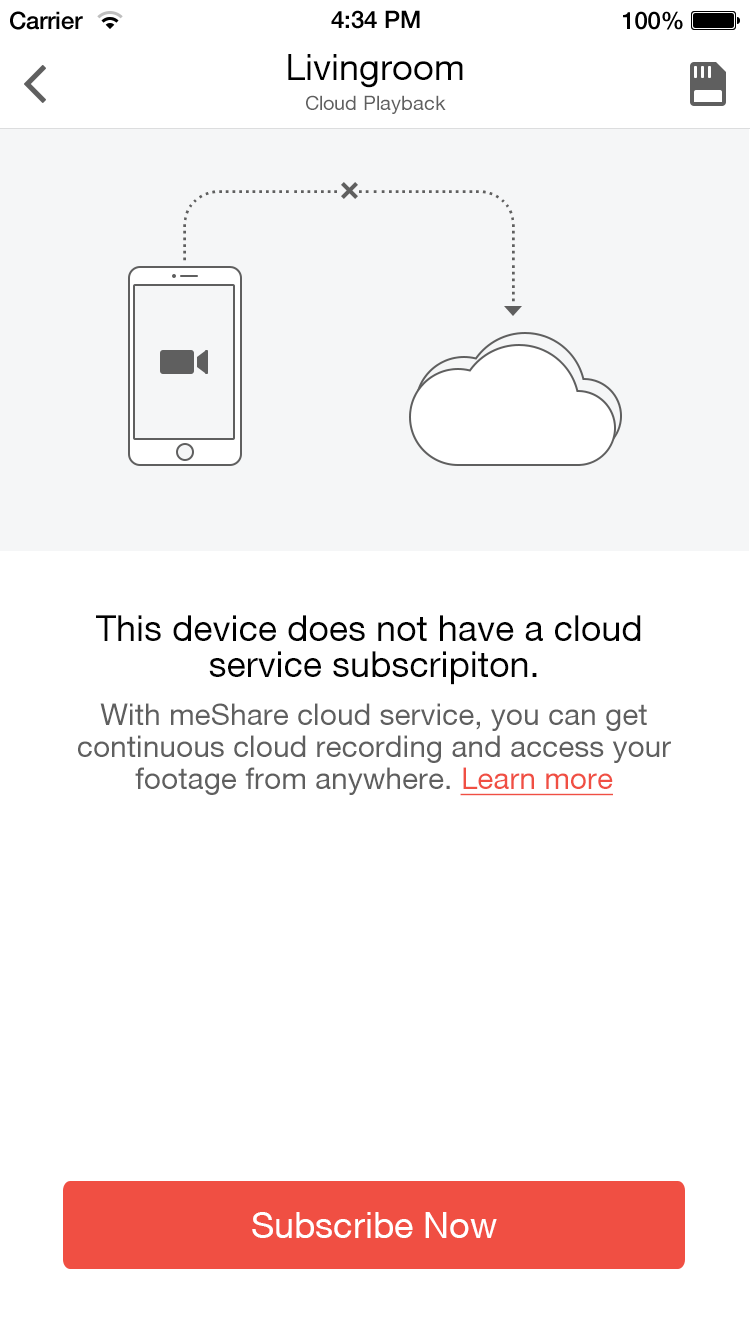 Carrier 4:34 PM 100%
Livingroom
Cloud Playback
This device does not have a cloud
service subscripiton.
With meShare cloud service, you can get
continuous cloud recording and access your
footage from anywhere. Learn more
Subscribe Now